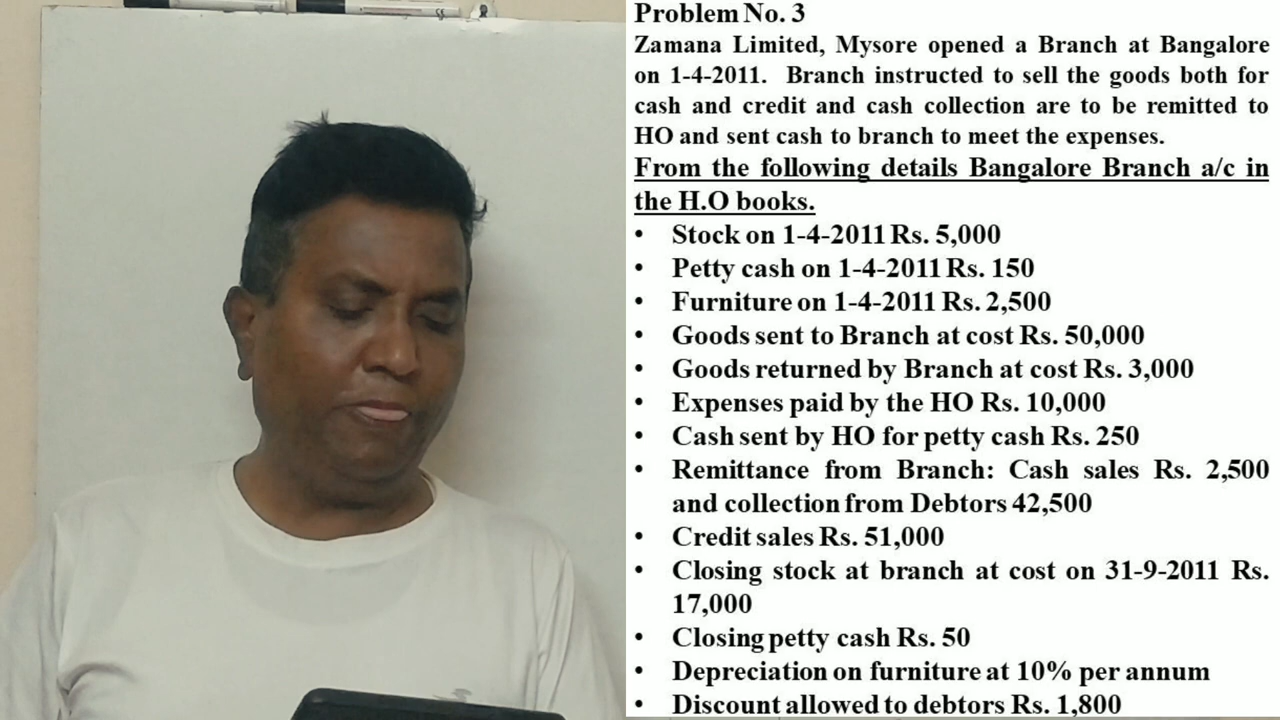 Problem No. 3
Zamana Limited, Mysore opened a Branch at Bangalore
on 1-4-2011. Branch instructed to sell the goods both for
cash and credit and cash collection are to be remitted to
HO and sent cash to branch to meet the expenses.
From the following details Bangalore Branch a/c in
the H.O books.
• Stock on 1-4-2011 Rs. 5,000
• Petty cash on 1-4-2011 Rs. 150
• Furniture on 1-4-2011 Rs. 2,500
• Goods sent to Branch at cost Rs. 50,000
• Goods returned by Branch at cost Rs. 3,000
• Expenses paid by the HO Rs. 10,000
• Cash sent by HO for petty cash Rs. 250
• Remittance from Branch: Cash sales Rs. 2,500
and collection from Debtors 42,500
• Credit sales Rs. 51,000
• Closing stock at branch at cost on 31-9-2011 Rs.
17,000
• Closing petty cash Rs. 50
• Depreciation on furniture at 10% per annum
• Discount allowed to debtors Rs. 1,800